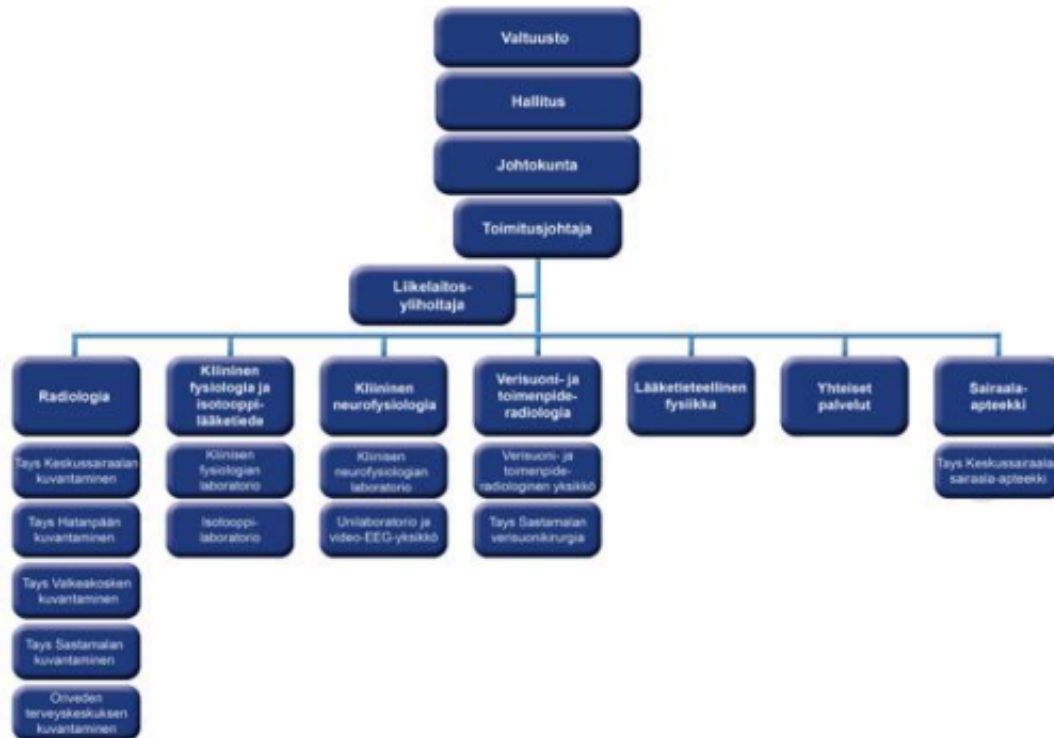 Valtuusto
Hallitus
Johtokunta
Toimitusjohtaja
Liikelaitos-
ylihoitaja
Radiologia
Kliininen
fysiologia ja
isotooppi-
lääketiede
Kliininen
neurofysiologia
Verisuoni- ja
toimenpide-
radiologia
Lääketieteellinen
fysiikka
Yhteiset
palvelut
Sairaala-
apteekki
Tays Keskussairaalan
kuvantaminen
Kliinisen
fysiologian
laboratorio
Kliinisen
neurofysiologian
laboratorio
Verisuoni- ja
toimenpide-
radiologinen yksikkö
Tays Keskussairaala
sairaala-apteekki
Tays Hatanpään
kuvantaminen
Isotooppi-
laboratorio
Unilaboratorio ja
video-EEG-yksikkö
Tays Sastamalan
verisuonikirurgia
Tays Valkeakosken
kuvantaminen
Tays Sastamalan
kuvantaminen
Oriveden
terveyskeskuksen
kuvantaminen